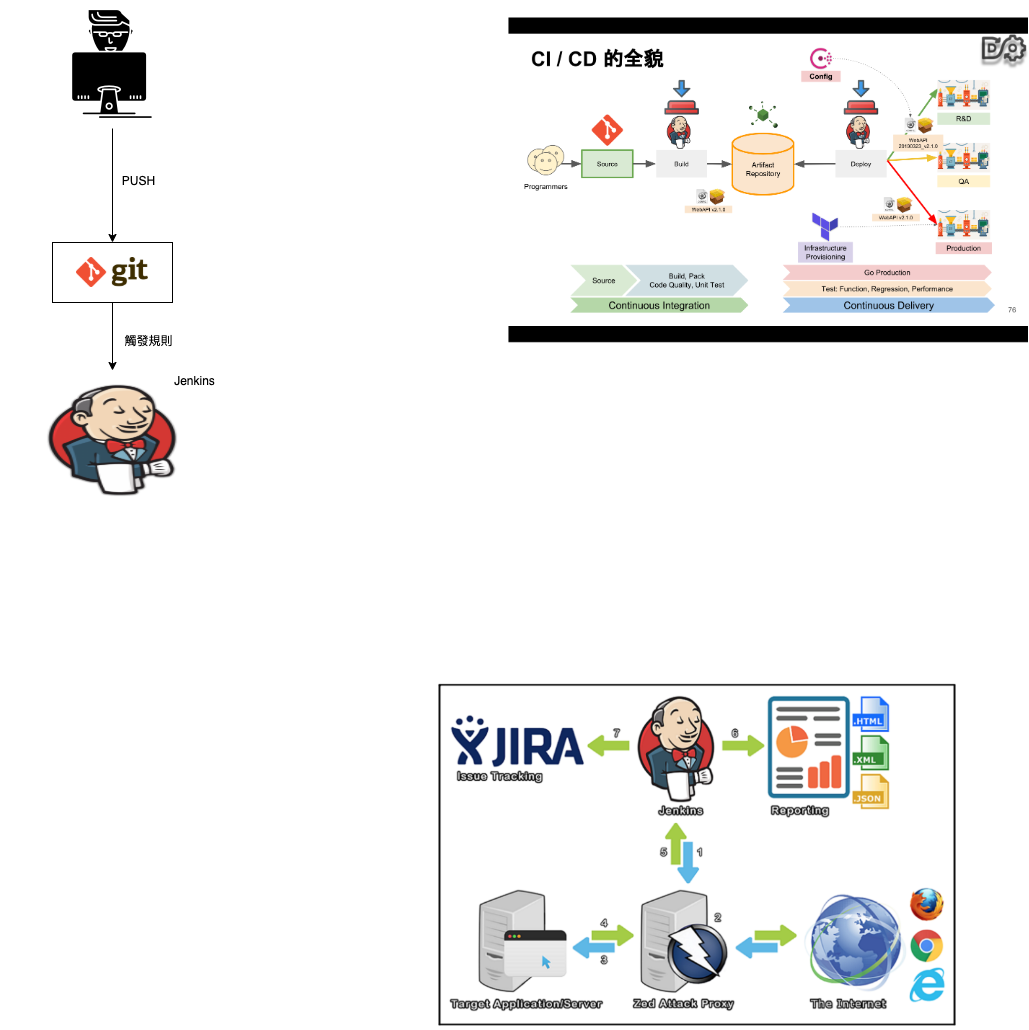 PUSH
git
觸發規則
Jenkins
CI / CD 的全貌
Config
R&D
WebAPI
20190323_v2.1.0
Source
Build
Artifact
Repository
Deploy
QA
Programmers
WebAPI v2.1.0
WebAPI v2.1.0
Infrastructure
Provisioning
Production
Source
Build, Pack
Code Quality, Unit Test
Go Production
Test: Function, Regression, Performance
Continuous Integration
Continuous Delivery
76
JIRA
Issue Tracking
7
6
.HTML
.XML
.JSON
Jenkins
Reporting
5
1
4
3
2
Target Application/Server
Zed Attack Proxy
The Internet